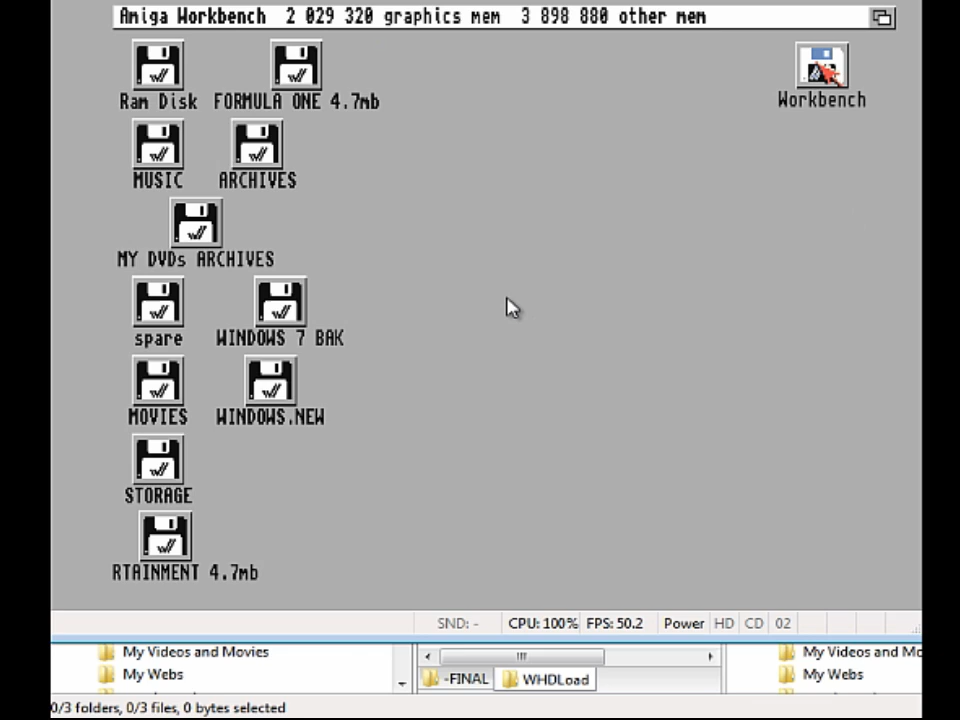 Amiga Workbench 2 029 320 graphics mem 3 898 880 other mem
Ram Disk FORMULA ONE 4.7mb Workbench
MUSIC ARCHIVES
MY DVDs ARCHIVES
spare WINDOWS 7 BAK
MOVIES WINDOWS.NEW
STORAGE
RTAINMENT 4.7mb
SND: - CPU: 100% FPS: 50.2 Power HD CD 02
My Videos and Movies My Videos and Mo
My Webs -FINAL WHDLoad My Webs
0/3 folders, 0/3 files, 0 bytes selected